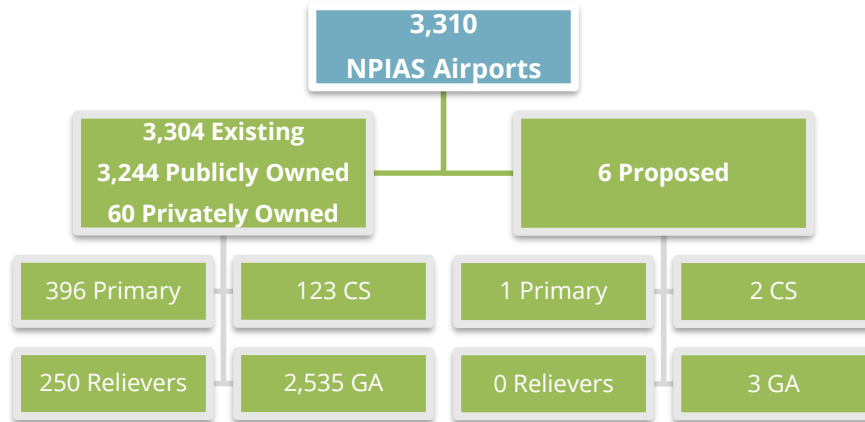 3,310
NPIAS Airports
3,304 Existing
3,244 Publicly Owned
60 Privately Owned
6 Proposed
396 Primary
123 CS
1 Primary
2 CS
250 Relievers
2,535 GA
0 Relievers
3 GA